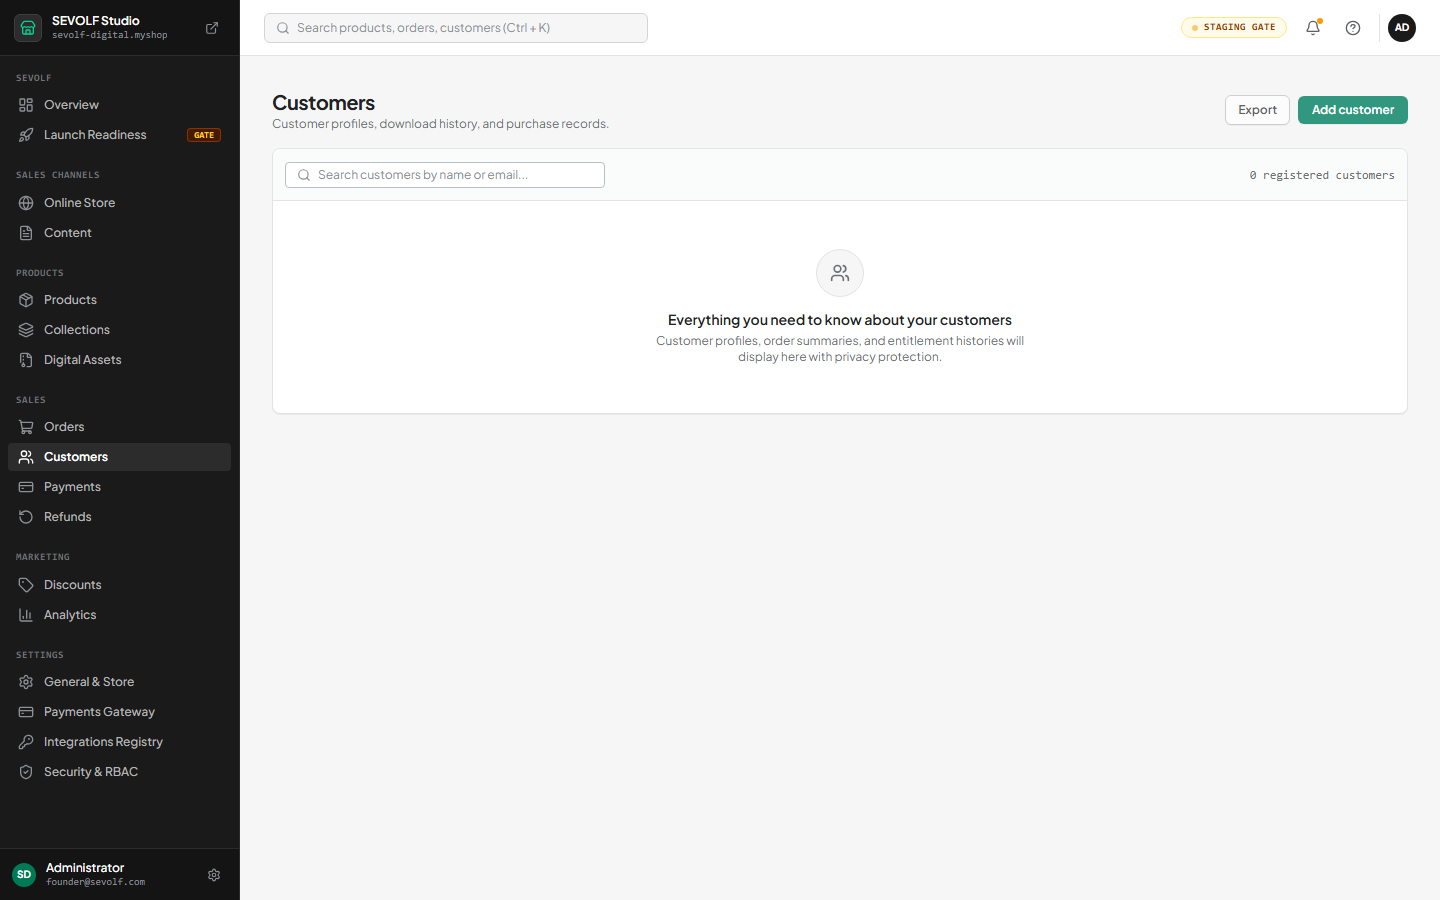 SEVOLF Studio
sevolf-digital.myshop
Search products, orders, customers (Ctrl + K)
STAGING GATE
AD
SEVOLF
Overview
Launch Readiness
GATE
SALES CHANNELS
Online Store
Content
PRODUCTS
Products
Collections
Digital Assets
SALES
Orders
Customers
Payments
Refunds
MARKETING
Discounts
Analytics
SETTINGS
General & Store
Payments Gateway
Integrations Registry
Security & RBAC
SD
Administrator
founder@sevolf.com
Customers
Customer profiles, download history, and purchase records.
Export
Add customer
Search customers by name or email...
0 registered customers
Everything you need to know about your customers
Customer profiles, order summaries, and entitlement histories will
display here with privacy protection.